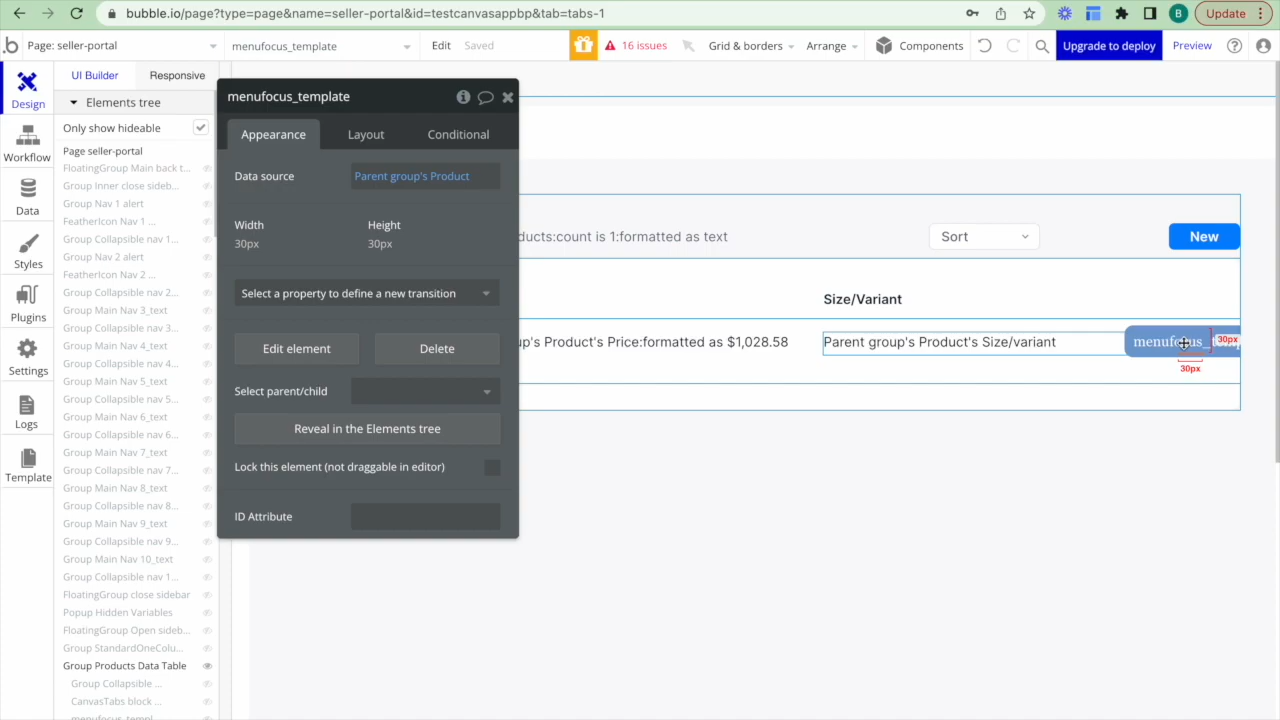 bubble.io/page?type=page&name=seller-portal&id=testcanvasappbp&tab=tabs-1
B
Update
b
Page: seller-portal
menufocus_template
Edit
Saved
16 issues
Grid & borders
Arrange
Components
Upgrade to deploy
Preview
Design
Workflow
Data
Styles
Plugins
Settings
Logs
Template
UI Builder
Responsive
Elements tree
Only show hideable
Page seller-portal
FloatingGroup Main back t...
Group Inner close sideb...
Group Nav 1 alert
FeatherIcon Nav 1 ...
Group Collapsible nav 1...
Group Nav 2 alert
FeatherIcon Nav 2 ...
Group Collapsible nav 2...
Group Main Nav 3_text
Group Collapsible nav 3...
Group Main Nav 4_text
Group Collapsible nav 4...
Group Main Nav 5_text
Group Collapsible nav 5...
Group Main Nav 6_text
Group Collapsible nav 6...
Group Main Nav 7_text
Group Collapsible nav 7...
Group Main Nav 8_text
Group Collapsible nav 8...
Group Main Nav 9_text
Group Collapsible nav 9...
Group Main Nav 10_text
Group Collapsible nav 1...
FloatingGroup close sidebar
Popup Hidden Variables
FloatingGroup Open sideb...
Group StandardOneColu...
Group Products Data Table
Group Collapsible ...
CanvasTabs block ...
menufocus_templ...
menufocus_template
Appearance
Layout
Conditional
Data source
Parent group's Product
Width
Height
30px
30px
Select a property to define a new transition
Edit element
Delete
Select parent/child
Reveal in the Elements tree
Lock this element (not draggable in editor)
ID Attribute
ducts:count is 1:formatted as text
Sort
New
Size/Variant
up's Product's Price:formatted as $1,028.58
Parent group's Product's Size/variant
30px
30px